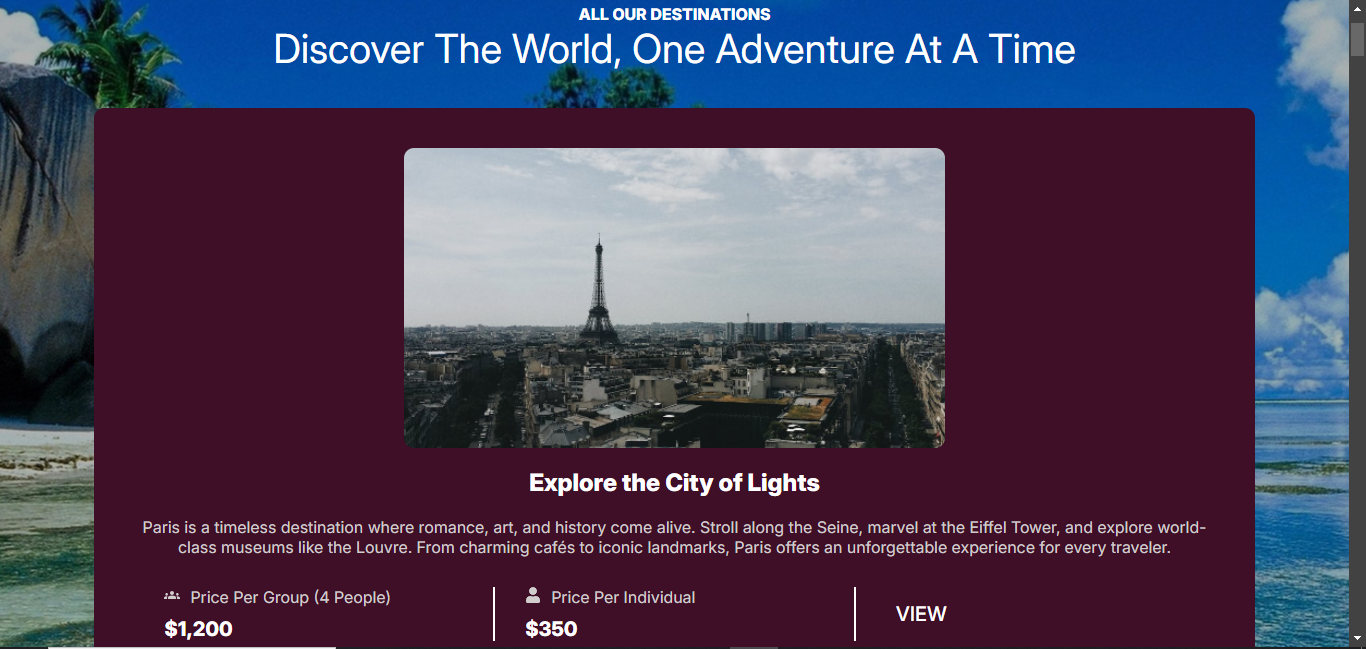 ALL OUR DESTINATIONS
Discover The World, One Adventure At A Time
Explore the City of Lights
Paris is a timeless destination where romance, art, and history come alive. Stroll along the Seine, marvel at the Eiffel Tower, and explore world-
class museums like the Louvre. From charming cafés to iconic landmarks, Paris offers an unforgettable experience for every traveler.
Price Per Group (4 People)
$1,200
Price Per Individual
$350
VIEW